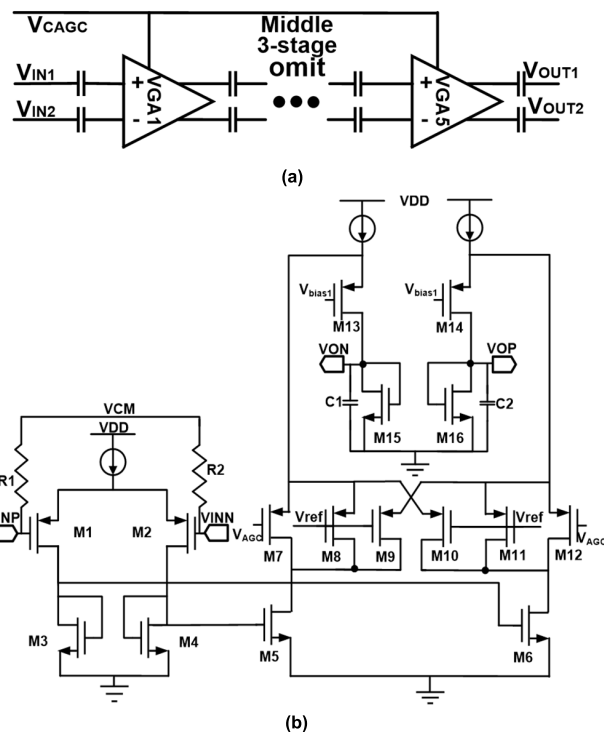 VCAGC
Middle
3-stage
omit
VIN1
VIN2
+
-
VGA1
+
-
VGA5
VOUT1
VOUT2
(a)
VDD
Vbias1
Vbias1
M13
M14
VON
VOP
C1
C2
M15
M16
VCM
VDD
R1
R2
NP
M1
M2
VINN
VAGC
Vref
Vref
VAGC
M7
M8
M9
M10
M11
M12
M3
M4
M5
M6
(b)